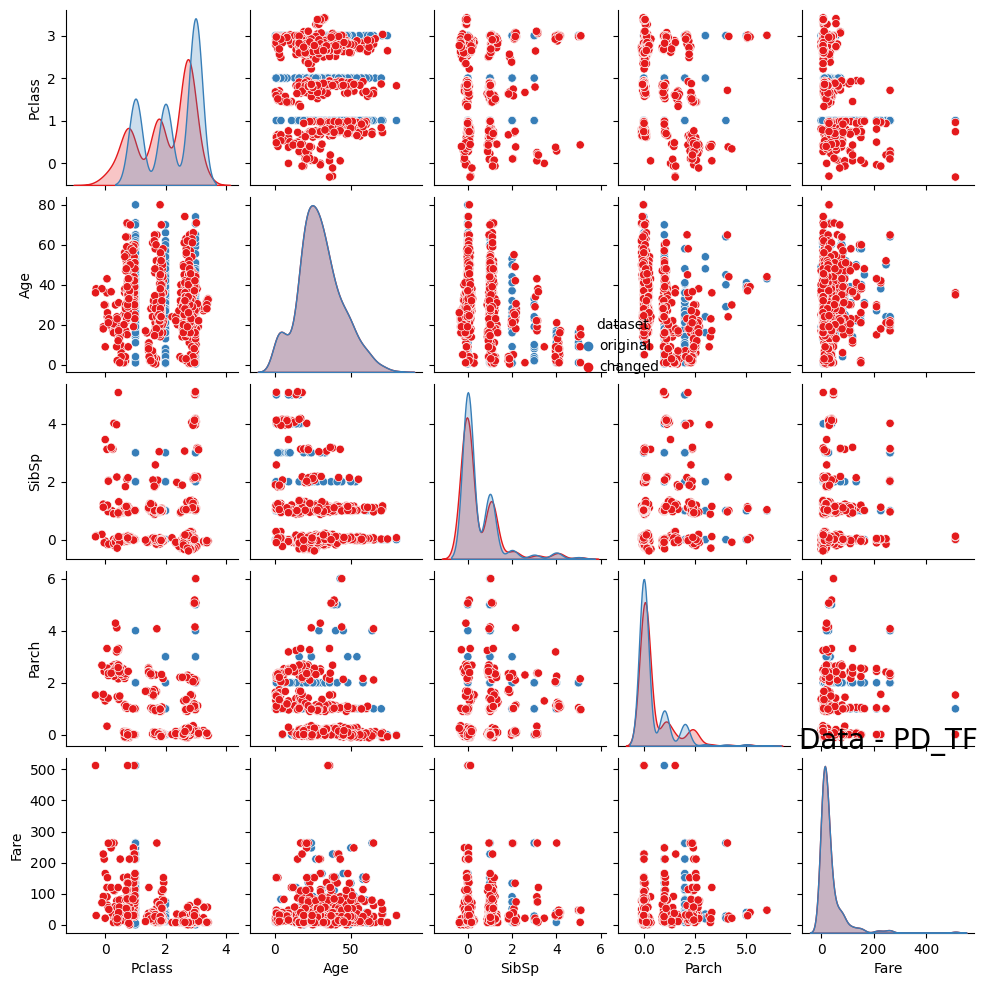 3
2
1
0
Pclass
80
60
40
20
0
Age
dataset
original
changed
4
2
0
SibSp
6
4
2
0
Parch
Data - PD_TF
500
400
300
200
100
0
Fare
0 2 4
Pclass
0 50
Age
0 2 4 6
SibSp
0.0 2.5 5.0
Parch
0 200 400
Fare